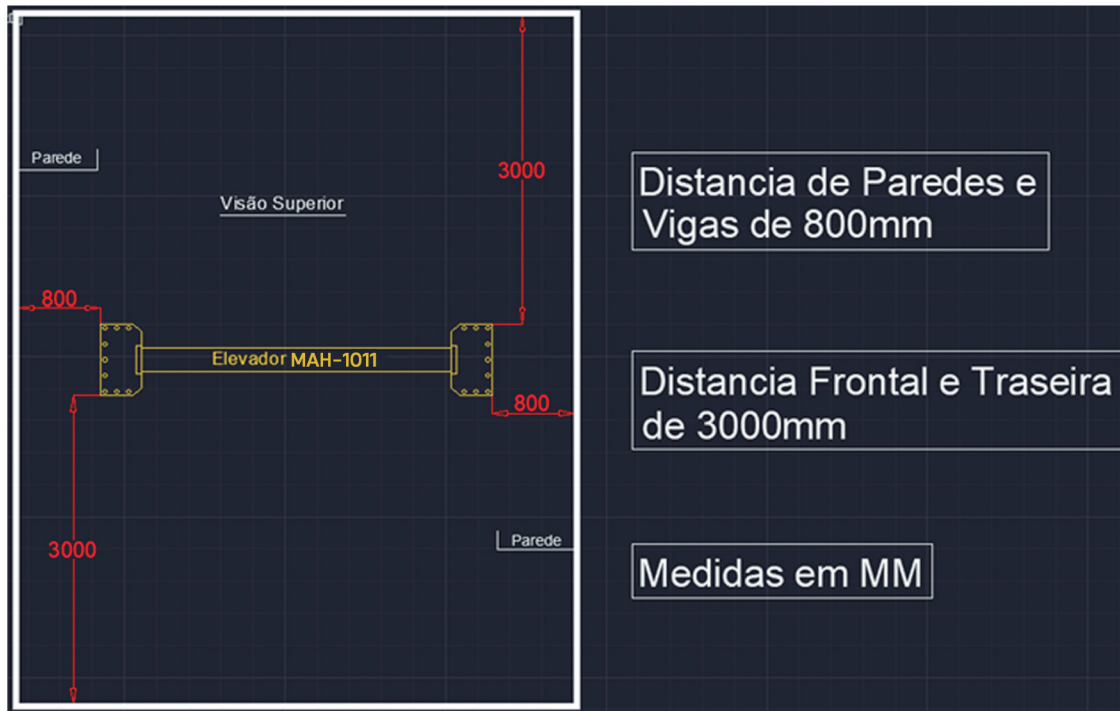 Parede
3000
Visão Superior
800
Elevador MAH-1011
800
3000
Parede
Distancia de Paredes e
Vigas de 800mm
Distancia Frontal e Traseira
de 3000mm
Medidas em MM